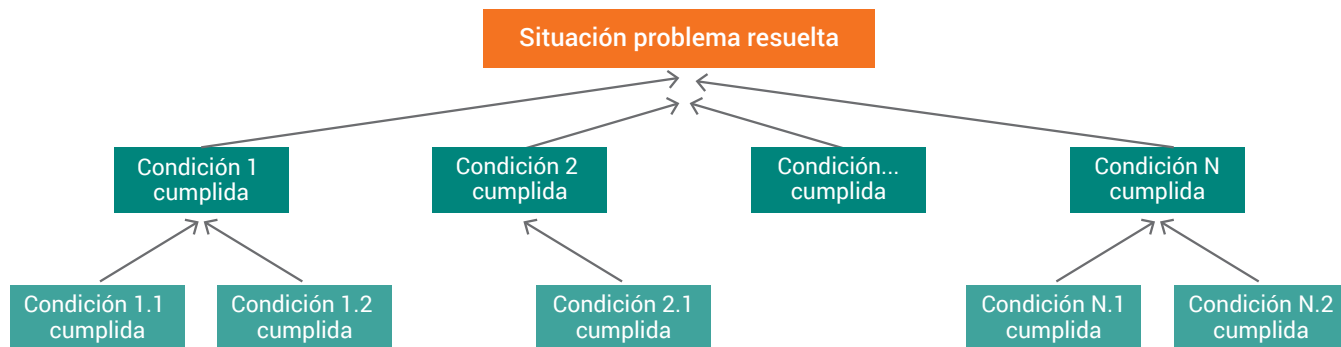 Situación problema resuelta
Condición 1
cumplida
Condición 2
cumplida
Condición...
cumplida
Condición N
cumplida
Condición 1.1
cumplida
Condición 1.2
cumplida
Condición 2.1
cumplida
Condición N.1
cumplida
Condición N.2
cumplida